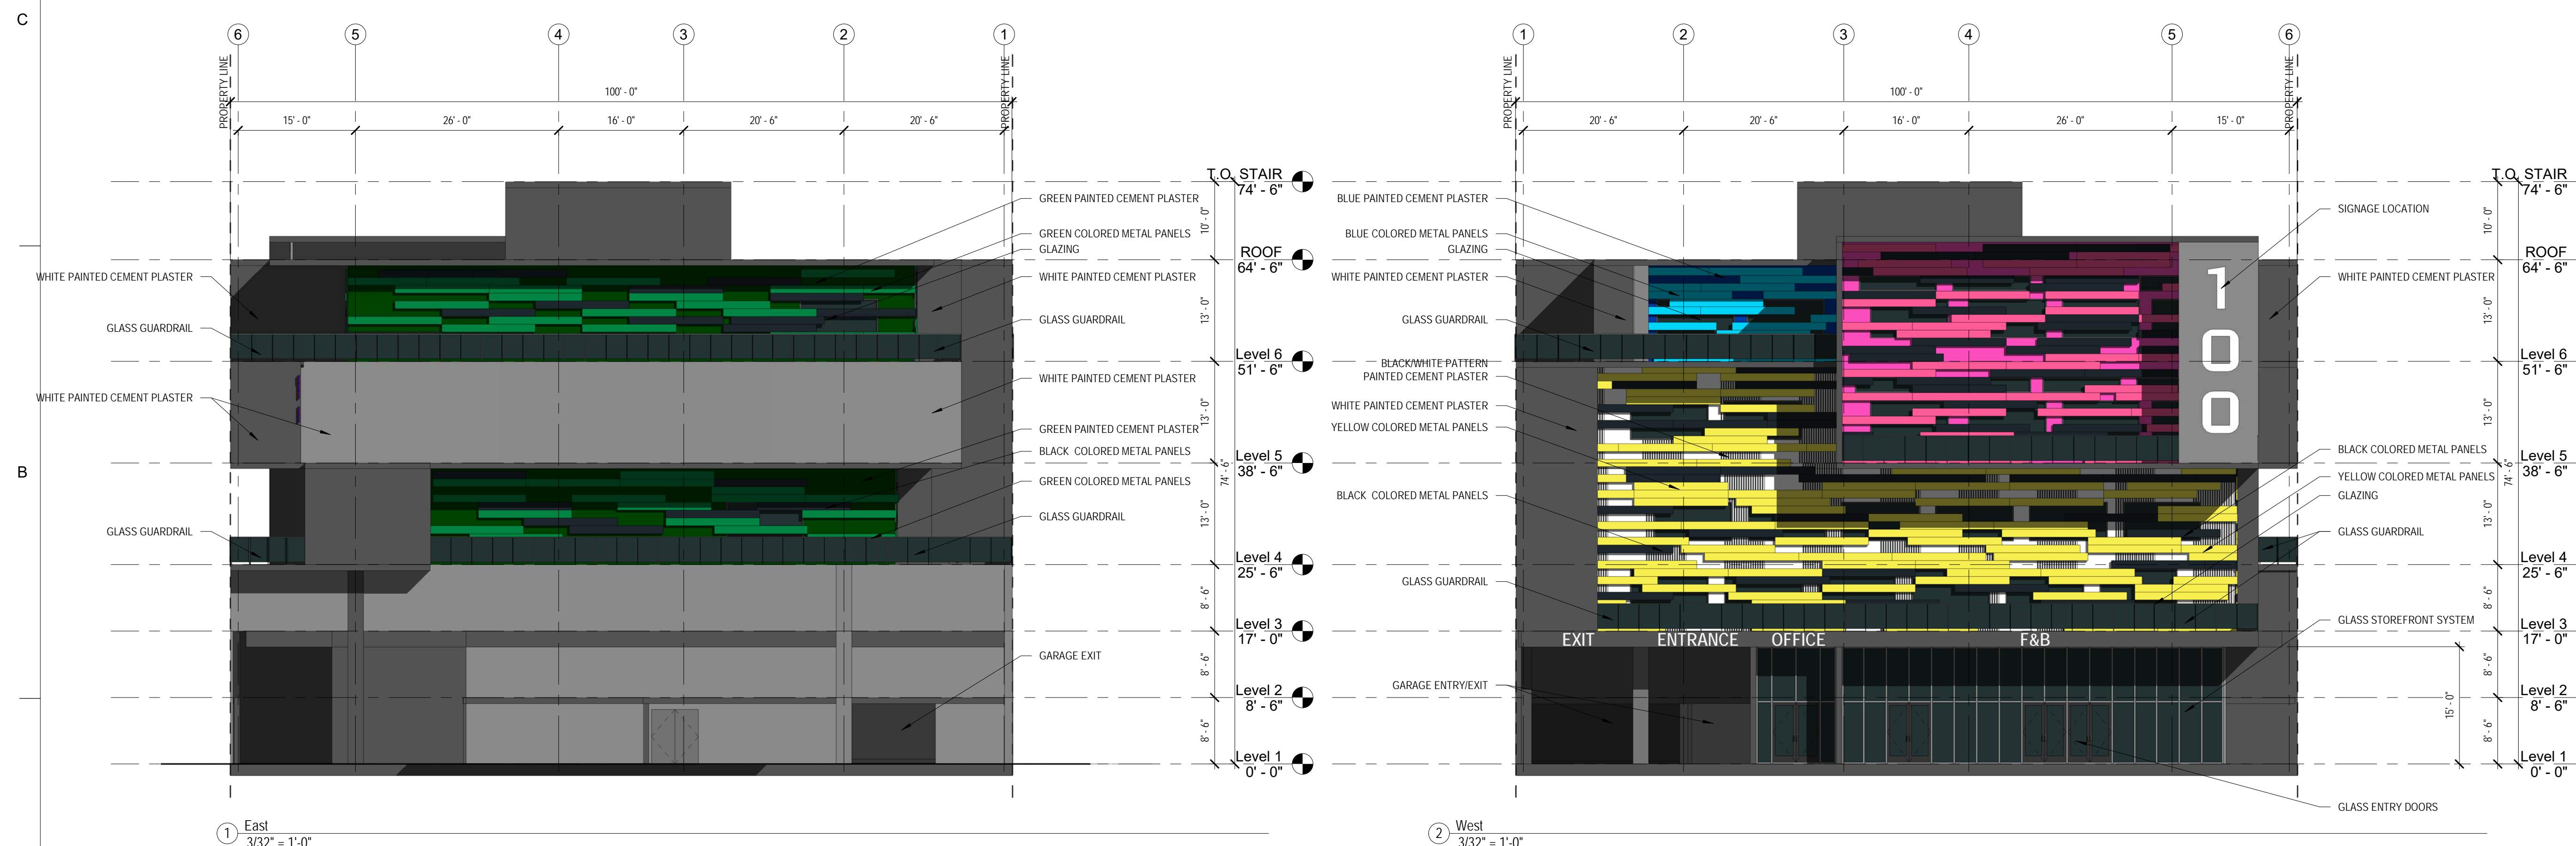 C
B
6
5
4
3
2
1
PROPERTY LINE
PROPERTY LINE
100' - 0"
15' - 0"
26' - 0"
16' - 0"
20' - 6"
20' - 6"
WHITE PAINTED CEMENT PLASTER
GLASS GUARDRAIL
WHITE PAINTED CEMENT PLASTER
GLASS GUARDRAIL
GREEN PAINTED CEMENT PLASTER
GREEN COLORED METAL PANELS
GLAZING
WHITE PAINTED CEMENT PLASTER
GLASS GUARDRAIL
WHITE PAINTED CEMENT PLASTER
GREEN PAINTED CEMENT PLASTER
BLACK COLORED METAL PANELS
GREEN COLORED METAL PANELS
GLASS GUARDRAIL
GARAGE EXIT
T.O. STAIR
74' - 6"
ROOF
64' - 6"
Level 6
51' - 6"
Level 5
38' - 6"
Level 4
25' - 6"
Level 3
17' - 0"
Level 2
8' - 6"
Level 1
0' - 0"
10' - 0"
13' - 0"
13' - 0"
13' - 0"
8' - 6"
8' - 6"
8' - 6"
74' - 6"
1
East
3/32" = 1'-0"
1
2
3
4
5
6
PROPERTY LINE
PROPERTY LINE
100' - 0"
20' - 6"
20' - 6"
16' - 0"
26' - 0"
15' - 0"
BLUE PAINTED CEMENT PLASTER
BLUE COLORED METAL PANELS
GLAZING
WHITE PAINTED CEMENT PLASTER
GLASS GUARDRAIL
BLACK/WHITE PATTERN
PAINTED CEMENT PLASTER
WHITE PAINTED CEMENT PLASTER
YELLOW COLORED METAL PANELS
BLACK COLORED METAL PANELS
GLASS GUARDRAIL
GARAGE ENTRY/EXIT
1
0
0
EXIT
ENTRANCE
OFFICE
F&B
SIGNAGE LOCATION
WHITE PAINTED CEMENT PLASTER
BLACK COLORED METAL PANELS
YELLOW COLORED METAL PANELS
GLAZING
GLASS GUARDRAIL
GLASS STOREFRONT SYSTEM
GLASS ENTRY DOORS
T.O. STAIR
74' - 6"
ROOF
64' - 6"
Level 6
51' - 6"
Level 5
38' - 6"
Level 4
25' - 6"
Level 3
17' - 0"
Level 2
8' - 6"
Level 1
0' - 0"
10' - 0"
13' - 0"
13' - 0"
13' - 0"
8' - 6"
8' - 6"
8' - 6"
74' - 6"
15' - 0"
2
West
3/32" = 1'-0"